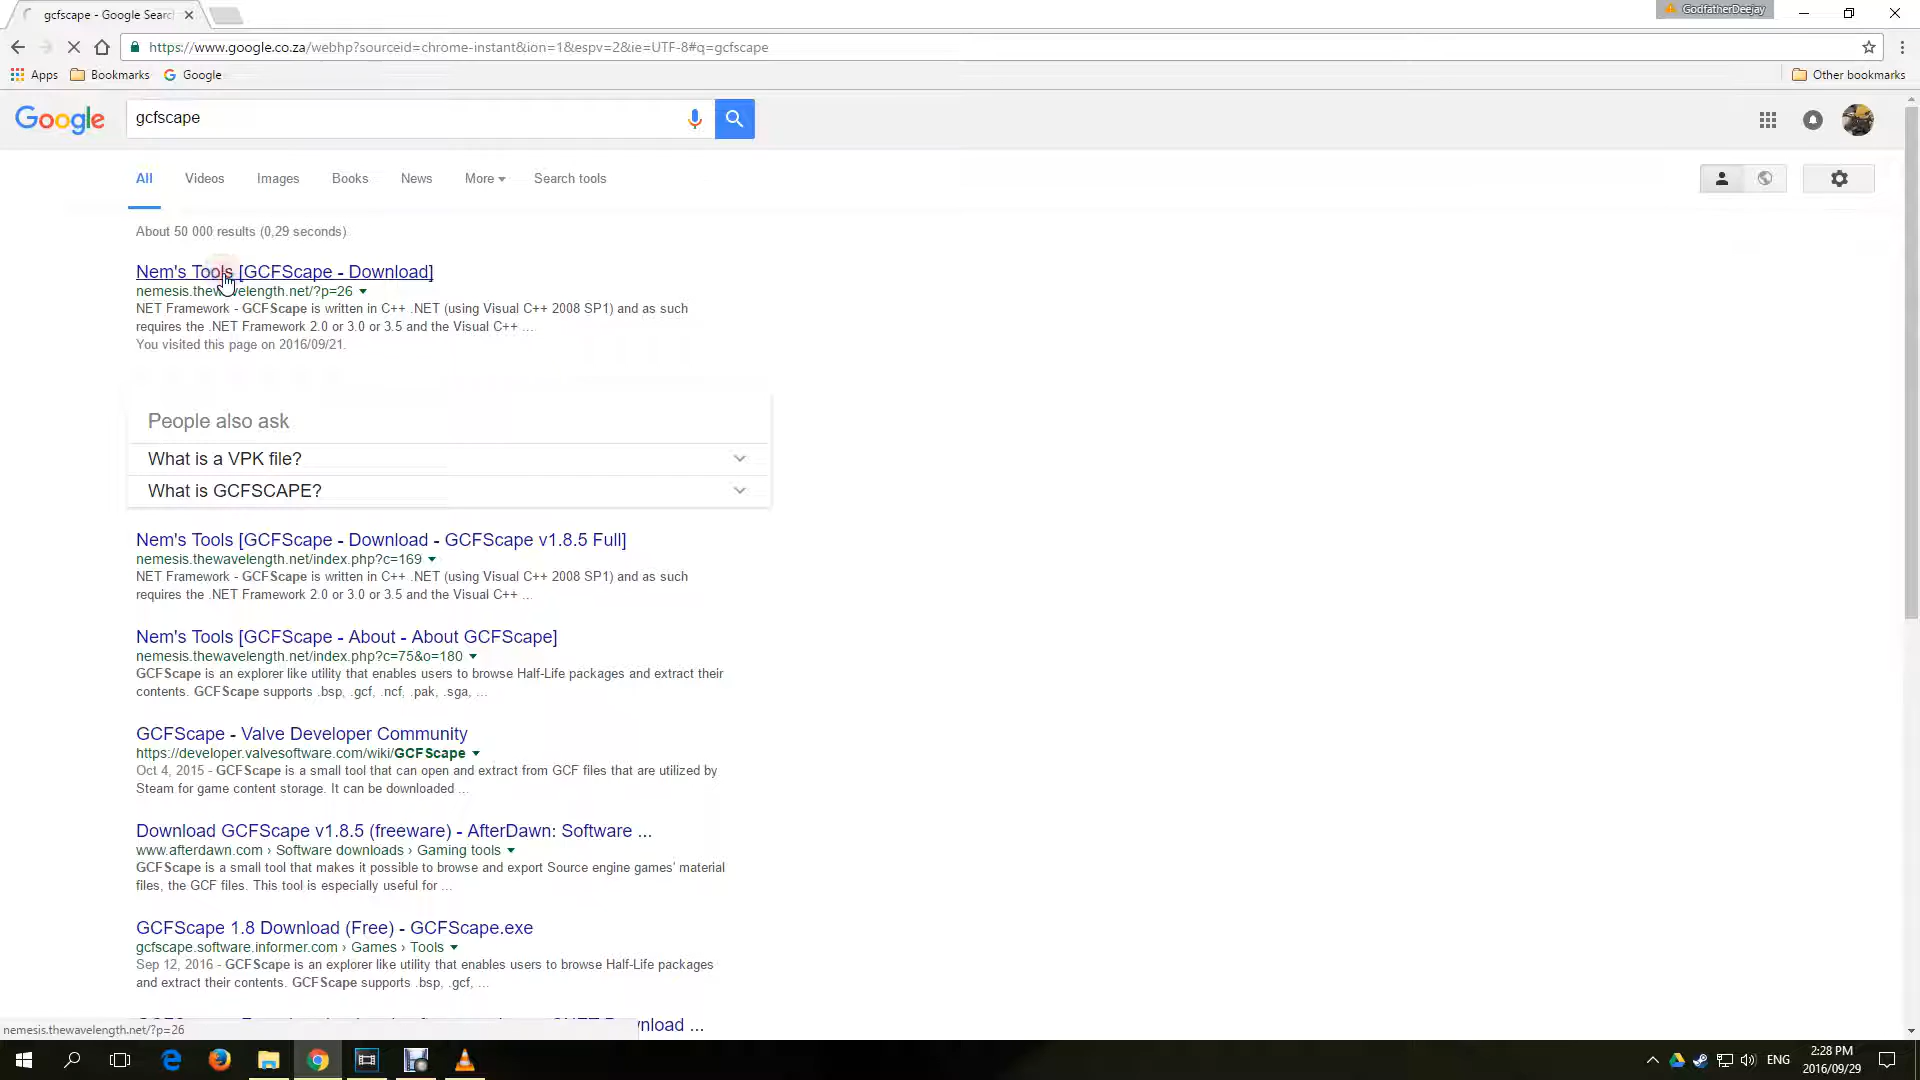 gcfscape - Google Searc
GodfatherDeejay
https://www.google.co.za/webhp?sourceid=chrome-instant&ion=1&espv=2&ie=UTF-8#q=gcfscape
Apps
Bookmarks
Google
Other bookmarks
Google
gcfscape
All
Videos
Images
Books
News
More
Search tools
About 50 000 results (0,29 seconds)
Nem's Tools [GCFScape - Download]
nemesis.thewavelength.net/?p=26
NET Framework - GCFScape is written in C++ .NET (using Visual C++ 2008 SP1) and as such
requires the .NET Framework 2.0 or 3.0 or 3.5 and the Visual C++ ...
You visited this page on 2016/09/21.
People also ask
What is a VPK file?
What is GCFSCAPE?
Nem's Tools [GCFScape - Download - GCFScape v1.8.5 Full]
nemesis.thewavelength.net/index.php?c=169
NET Framework - GCFScape is written in C++ .NET (using Visual C++ 2008 SP1) and as such
requires the .NET Framework 2.0 or 3.0 or 3.5 and the Visual C++ ...
Nem's Tools [GCFScape - About - About GCFScape]
nemesis.thewavelength.net/index.php?c=75&o=180
GCFScape is an explorer like utility that enables users to browse Half-Life packages and extract their
contents. GCFScape supports .bsp, .gcf, .ncf, .pak, .sga, ...
GCFScape - Valve Developer Community
https://developer.valvesoftware.com/wiki/GCFScape
Oct 4, 2015 - GCFScape is a small tool that can open and extract from GCF files that are utilized by
Steam for game content storage. It can be downloaded ...
Download GCFScape v1.8.5 (freeware) - AfterDawn: Software ...
www.afterdawn.com › Software downloads › Gaming tools
GCFScape is a small tool that makes it possible to browse and export Source engine games' material
files, the GCF files. This tool is especially useful for ...
GCFScape 1.8 Download (Free) - GCFScape.exe
gcfscape.software.informer.com › Games › Tools
Sep 12, 2016 - GCFScape is an explorer like utility that enables users to browse Half-Life packages
and extract their contents. GCFScape supports .bsp, .gcf, ...
nload ...
nemesis.thewavelength.net/?p=26
ENG
2:28 PM
2016/09/29